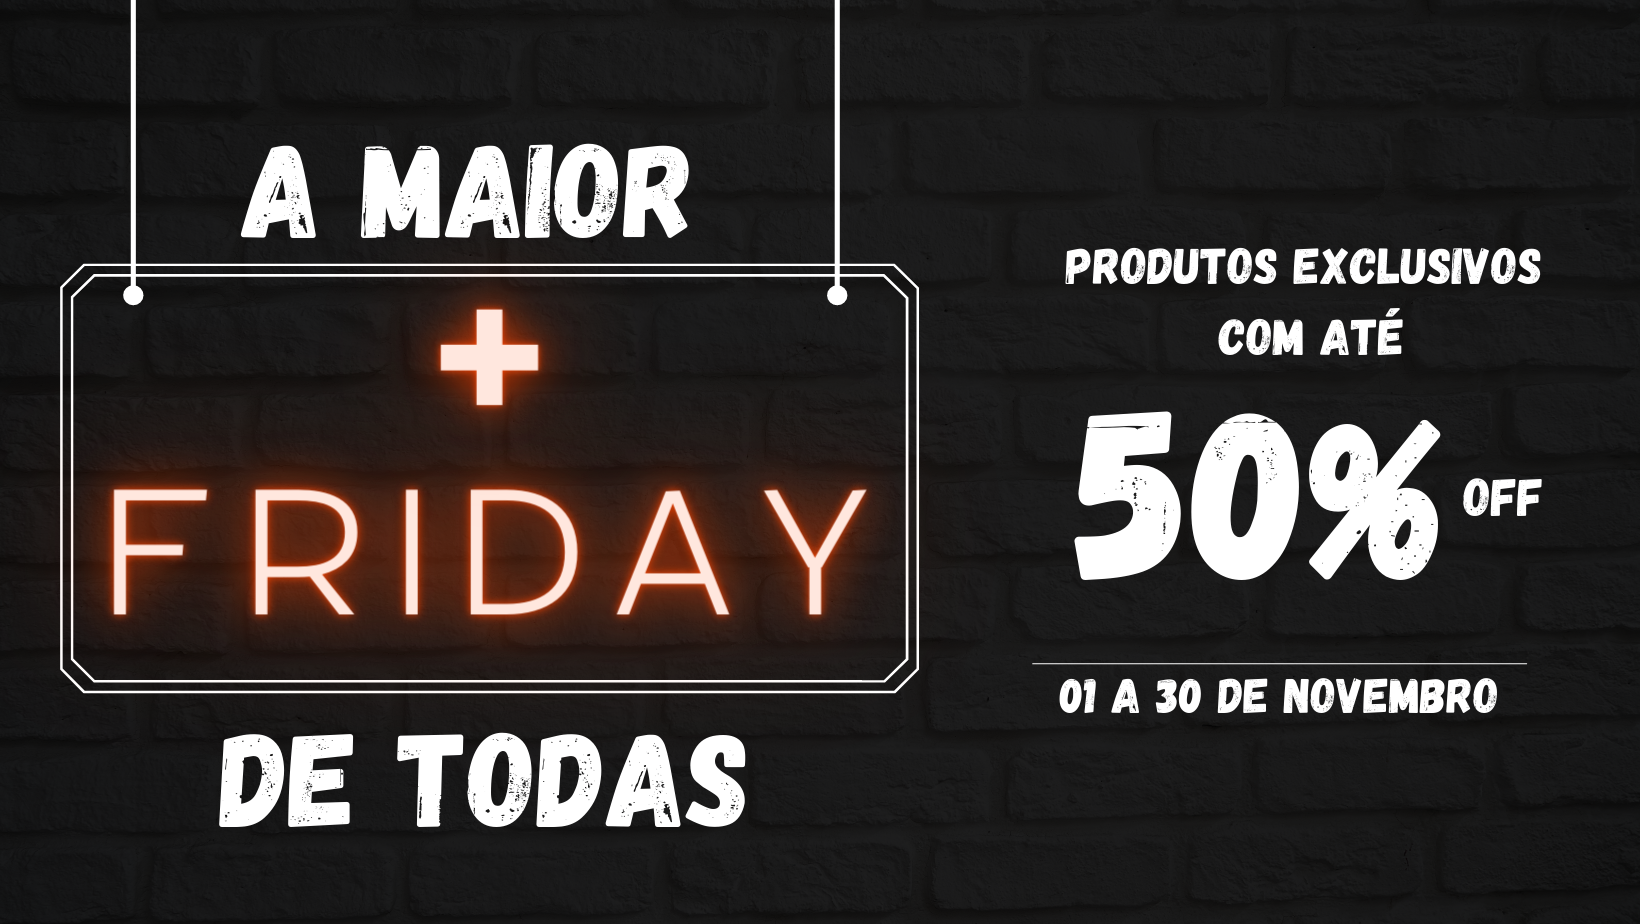 A MAIOR
+
FRIDAY
DE TODAS
PRODUTOS EXCLUSIVOS
COM ATÉ
50% OFF
01 A 30 DE NOVEMBRO